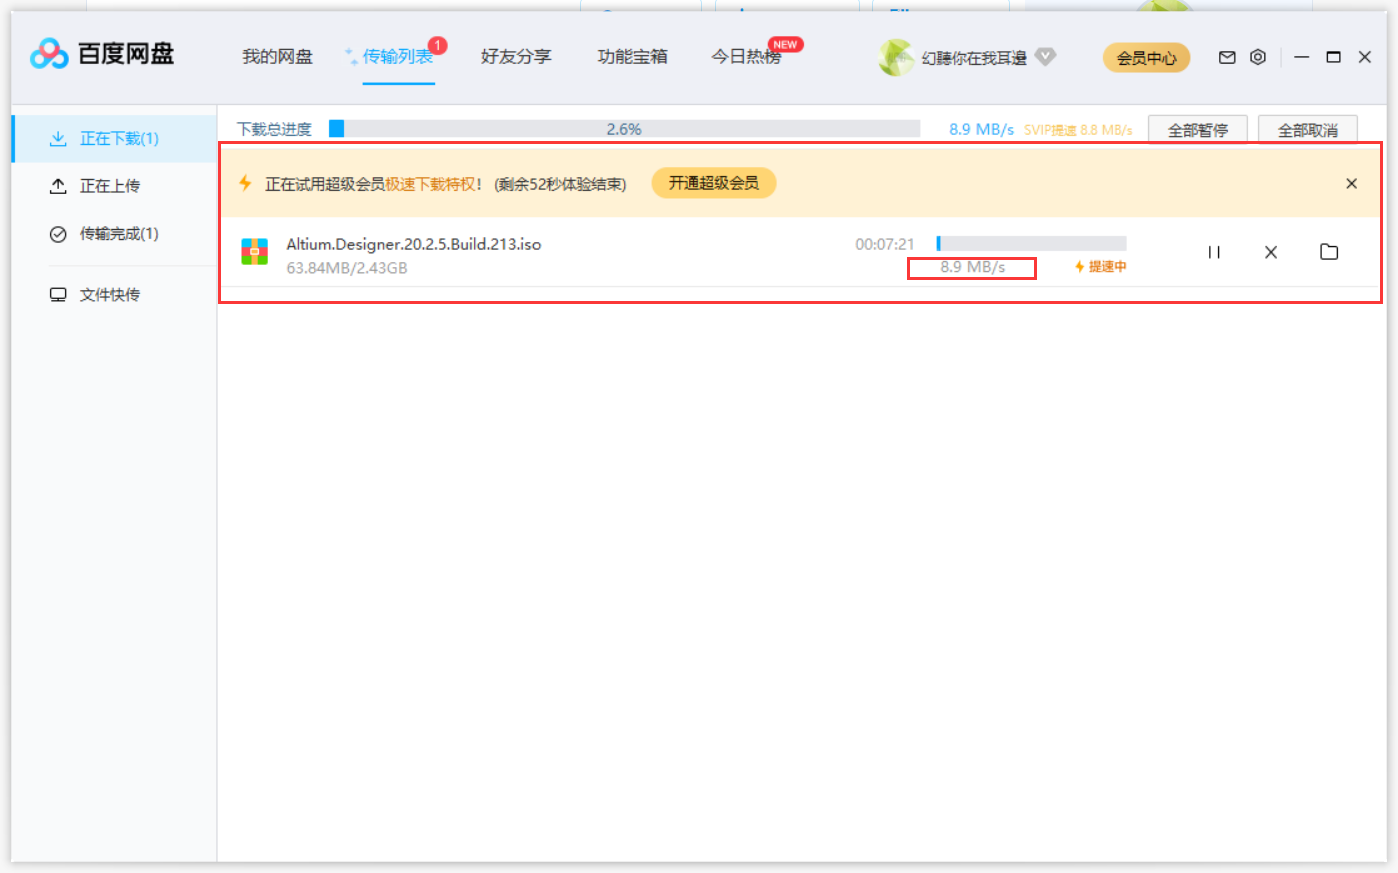 百度网盘
我的网盘
传输列表
1
好友分享
功能宝箱
今日热榜
NEW
幻聽你在我耳邊
会员中心
正在下载(1)
正在上传
传输完成(1)
文件快传
下载总进度
2.6%
8.9 MB/s
SVIP提速 8.8 MB/s
全部暂停
全部取消
正在试用超级会员极速下载特权！ (剩余52秒体验结束)
开通超级会员
Altium.Designer.20.2.5.Build.213.iso
63.84MB/2.43GB
00:07:21
8.9 MB/s
提速中